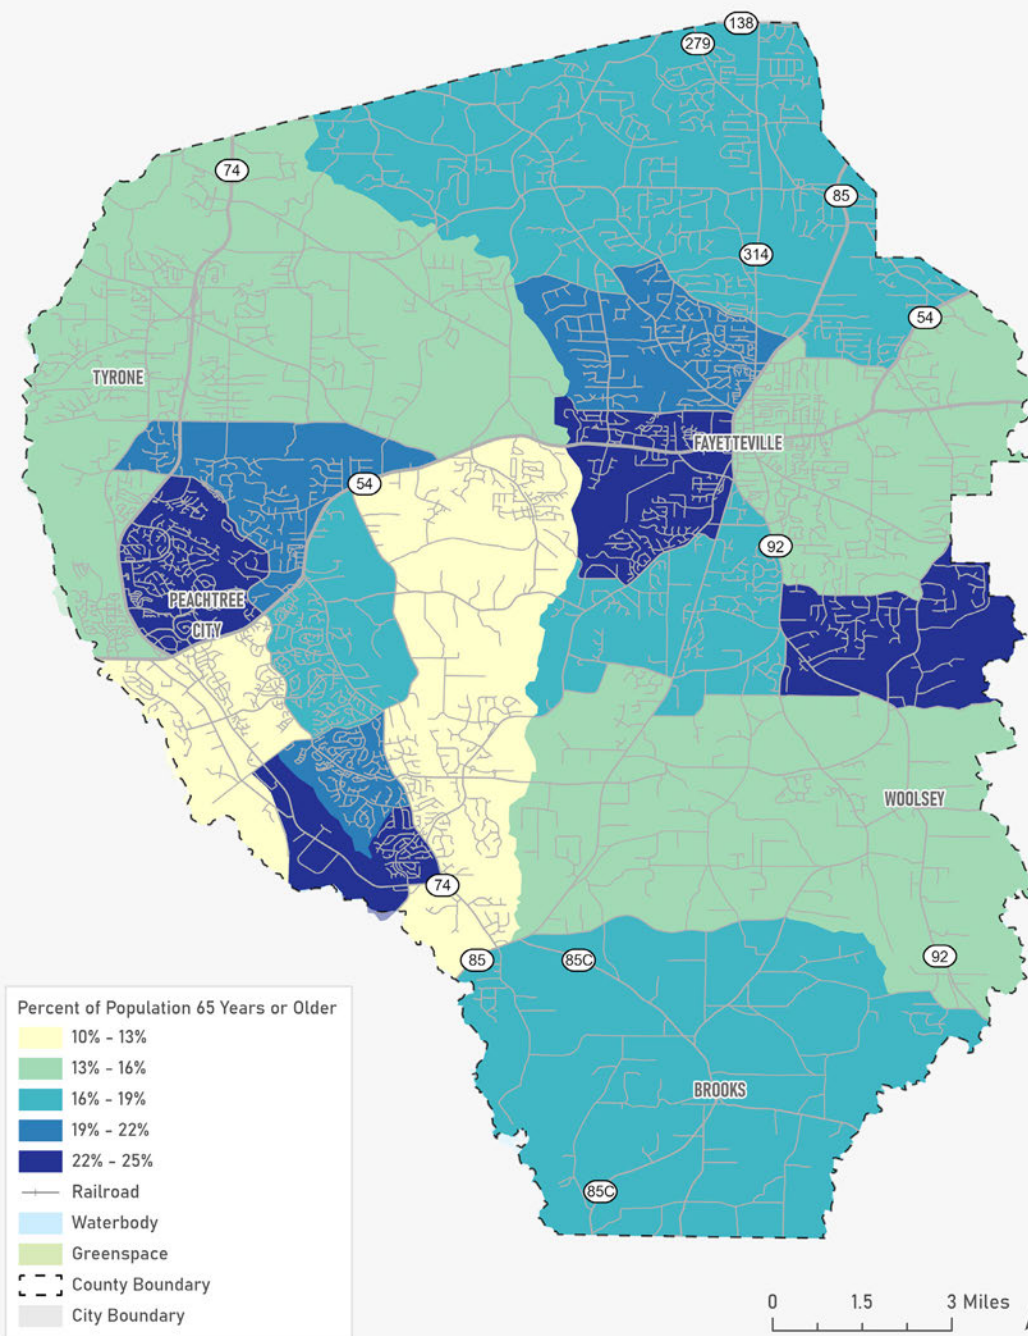 138
279
74
85
314
54
TYRONE
FAYETTEVILLE
54
92
PEACHTREE
CITY
WOOLSEY
74
92
85
85C
BROOKS
85C
Percent of Population 65 Years or Older
10% - 13%
13% - 16%
16% - 19%
19% - 22%
22% - 25%
Railroad
Waterbody
Greenspace
County Boundary
City Boundary
0 1.5 3 Miles